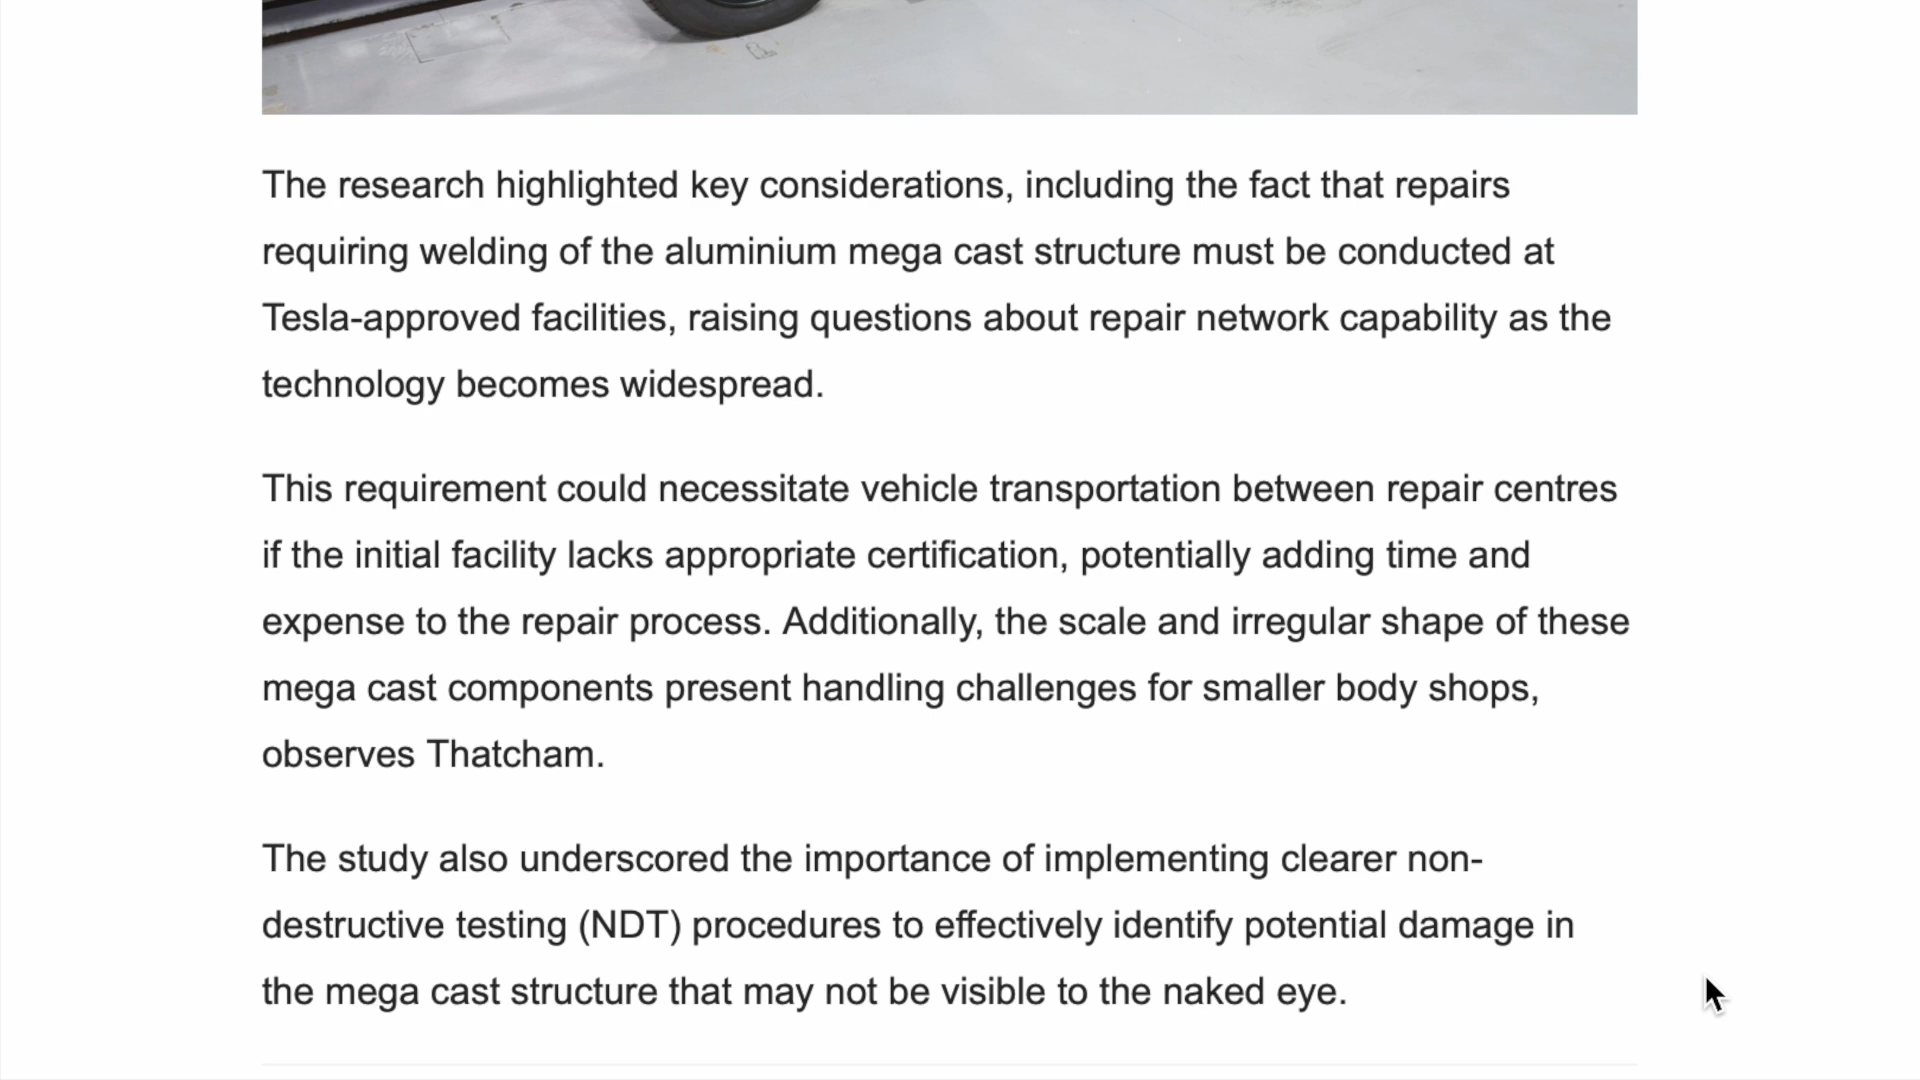 The research highlighted key considerations, including the fact that repairs
requiring welding of the aluminium mega cast structure must be conducted at
Tesla-approved facilities, raising questions about repair network capability as the
technology becomes widespread.
This requirement could necessitate vehicle transportation between repair centres
if the initial facility lacks appropriate certification, potentially adding time and
expense to the repair process. Additionally, the scale and irregular shape of these
mega cast components present handling challenges for smaller body shops,
observes Thatcham.
The study also underscored the importance of implementing clearer non-
destructive testing (NDT) procedures to effectively identify potential damage in
the mega cast structure that may not be visible to the naked eye.